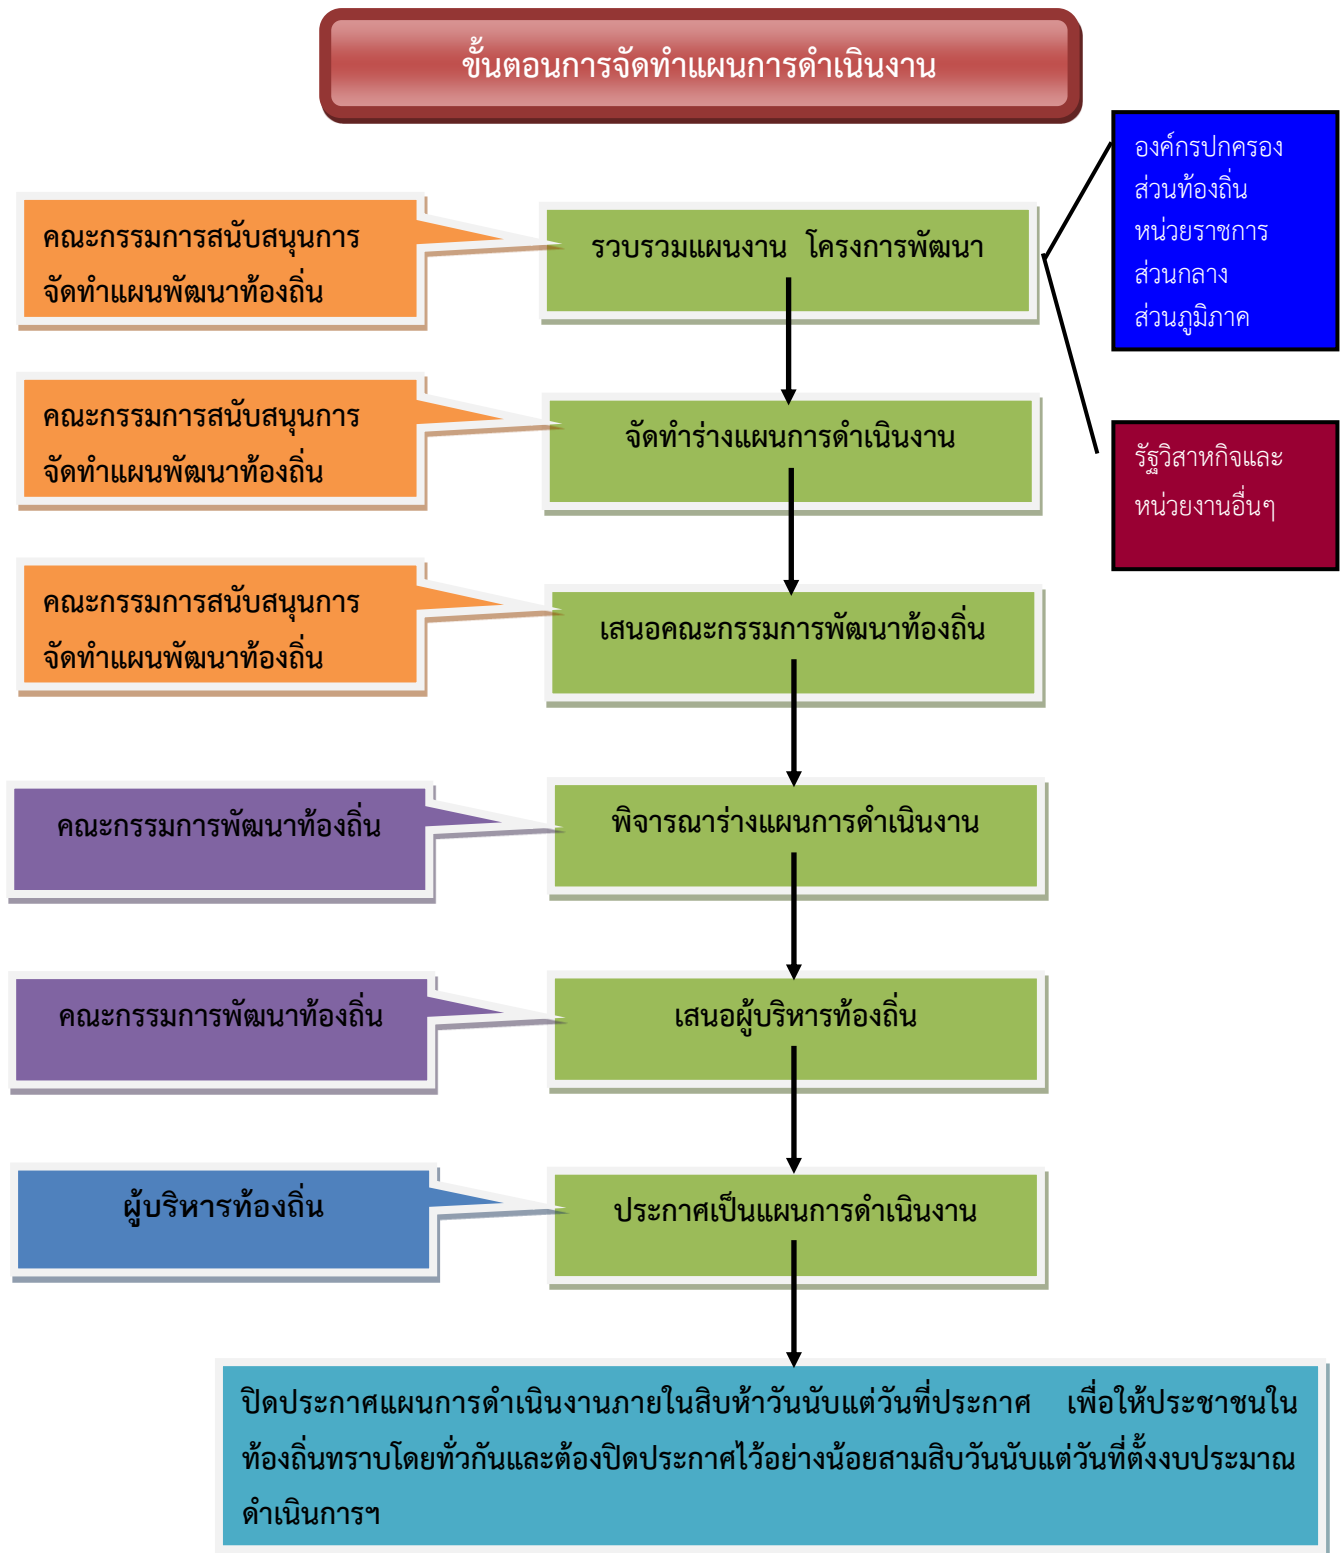 ขั้นตอนการจัดทำแผนการดำเนินงาน
องค์กรปกครอง
ส่วนท้องถิ่น
หน่วยราชการ
ส่วนกลาง
ส่วนภูมิภาค
คณะกรรมการสนับสนุนการ
จัดทำแผนพัฒนาท้องถิ่น
รวบรวมแผนงาน โครงการพัฒนา
คณะกรรมการสนับสนุนการ
จัดทำแผนพัฒนาท้องถิ่น
จัดทำร่างแผนการดำเนินงาน
รัฐวิสาหกิจและ
หน่วยงานอื่นๆ
คณะกรรมการสนับสนุนการ
จัดทำแผนพัฒนาท้องถิ่น
เสนอคณะกรรมการพัฒนาท้องถิ่น
คณะกรรมการพัฒนาท้องถิ่น
พิจารณาร่างแผนการดำเนินงาน
คณะกรรมการพัฒนาท้องถิ่น
เสนอผู้บริหารท้องถิ่น
ผู้บริหารท้องถิ่น
ประกาศเป็นแผนการดำเนินงาน
ปิดประกาศแผนการดำเนินงานภายในสิบห้าวันนับแต่วันที่ประกาศ เพื่อให้ประชาชนใน
ท้องถิ่นทราบโดยทั่วกันและต้องปิดประกาศไว้อย่างน้อยสามสิบวันนับแต่วันที่ตั้งงบประมาณ
ดำเนินการฯ